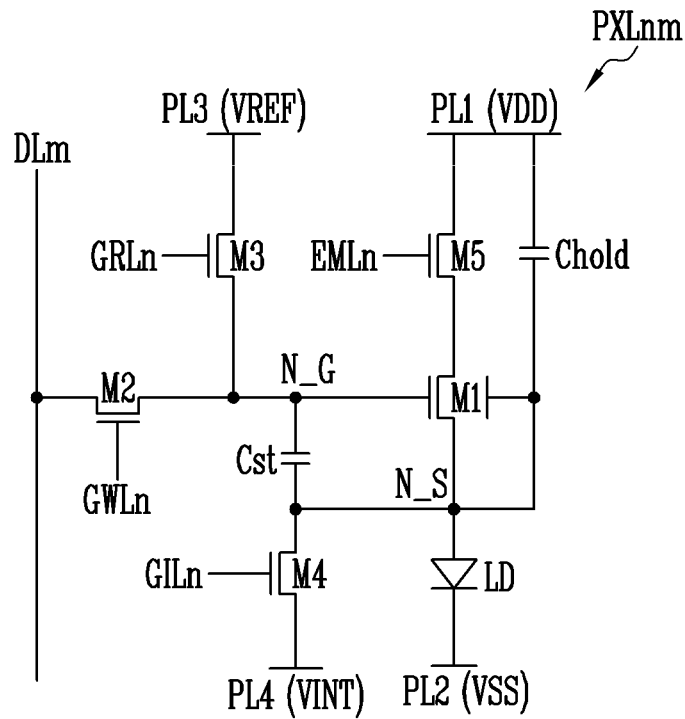 PXLnm
PL3 (VREF)
PL1 (VDD)
DLm
GRLn
M3
EMLn
M5
Chold
M2
N_G
M1
Cst
N_S
GWLn
GILn
M4
LD
PL4 (VINT)
PL2 (VSS)